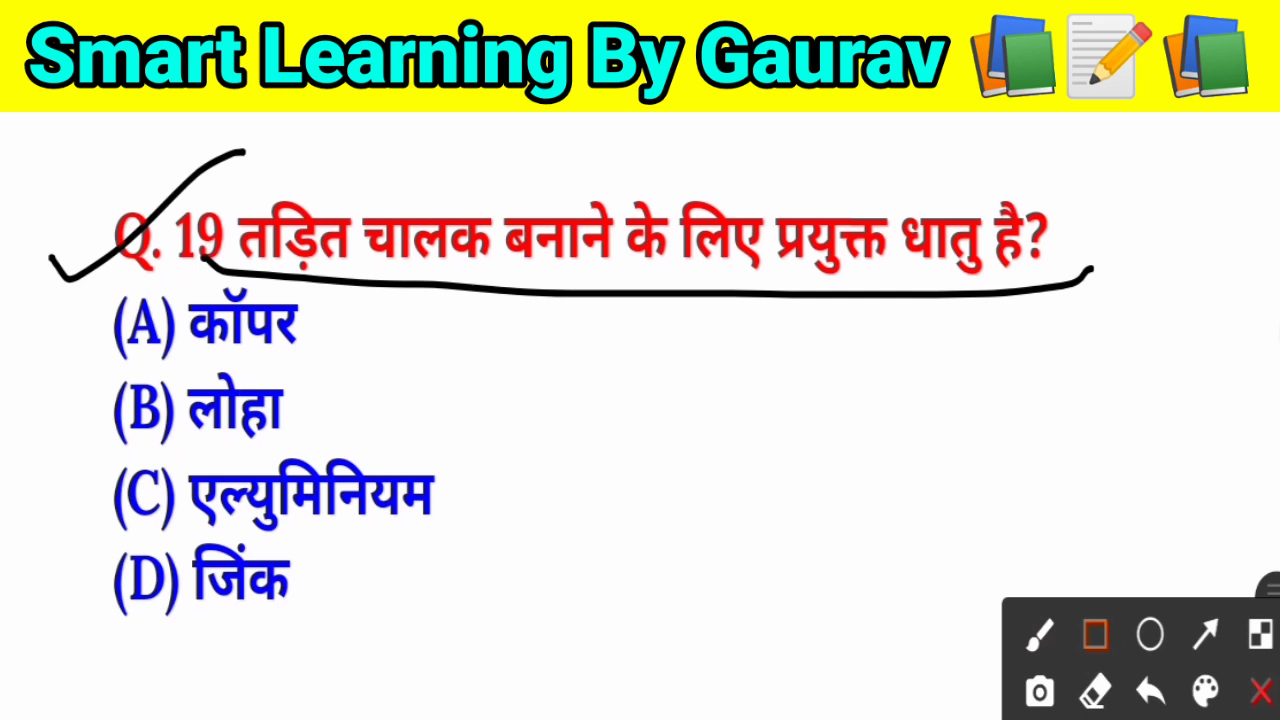 Smart Learning By Gaurav
Q. 19 तड़ित चालक बनाने के लिए प्रयुक्त धातु है?
(A) कॉपर
(B) लोहा
(C) एल्युमिनियम
(D) जिंक